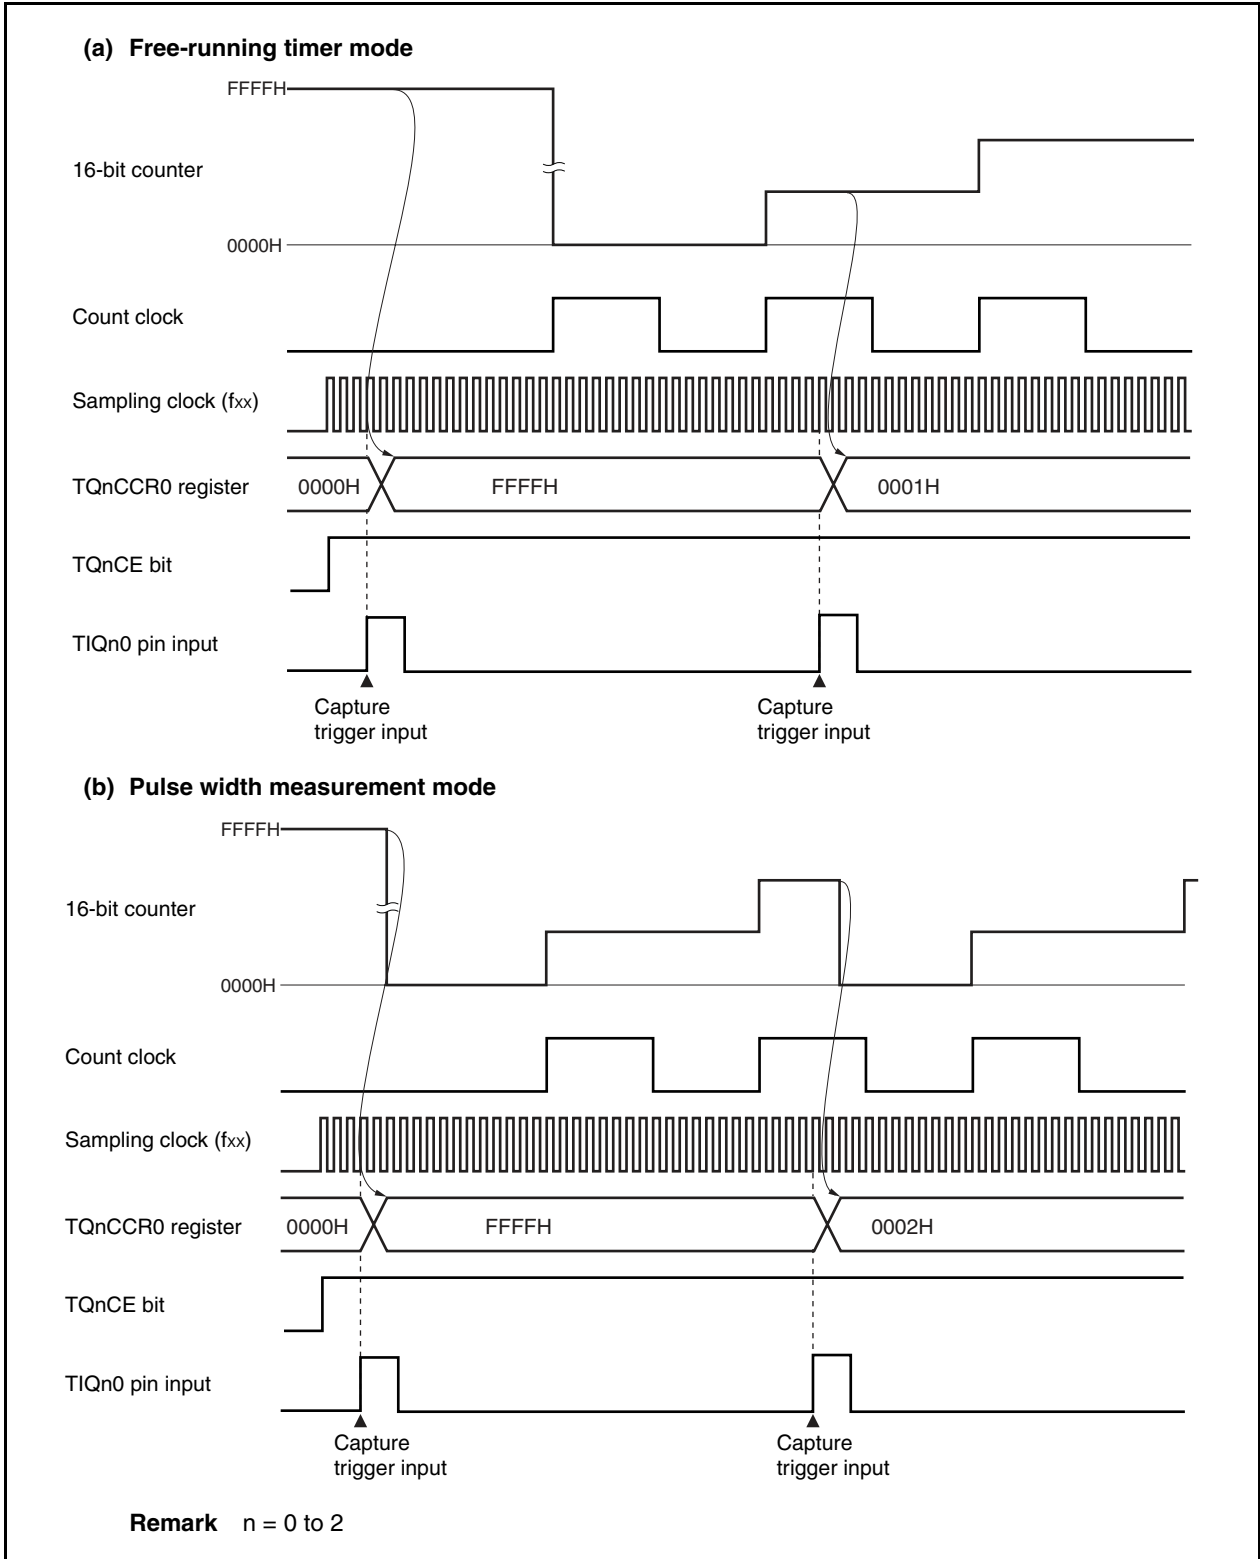 (a) Free-running timer mode
FFFFH
16-bit counter
0000H
Count clock
Sampling clock (fxx)
TQnCCR0 register
0000H
FFFFH
0001H
TQnCE bit
TIQn0 pin input
Capture
trigger input
Capture
trigger input
(b) Pulse width measurement mode
FFFFH
16-bit counter
0000H
Count clock
Sampling clock (fxx)
TQnCCR0 register
0000H
FFFFH
0002H
TQnCE bit
TIQn0 pin input
Capture
trigger input
Capture
trigger input
Remark n = 0 to 2